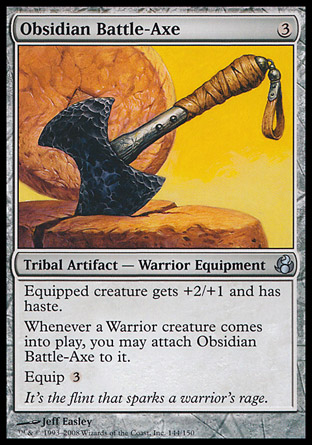 Obsidian Battle-Axe 3
Tribal Artifact — Warrior Equipment
Equipped creature gets +2/+1 and has
haste.
Whenever a Warrior creature comes
into play, you may attach Obsidian
Battle-Axe to it.
Equip 3
It's the flint that sparks a warrior's rage.
Jeff Easley
™ & © 1993–2008 Wizards of the Coast, Inc. 144/150